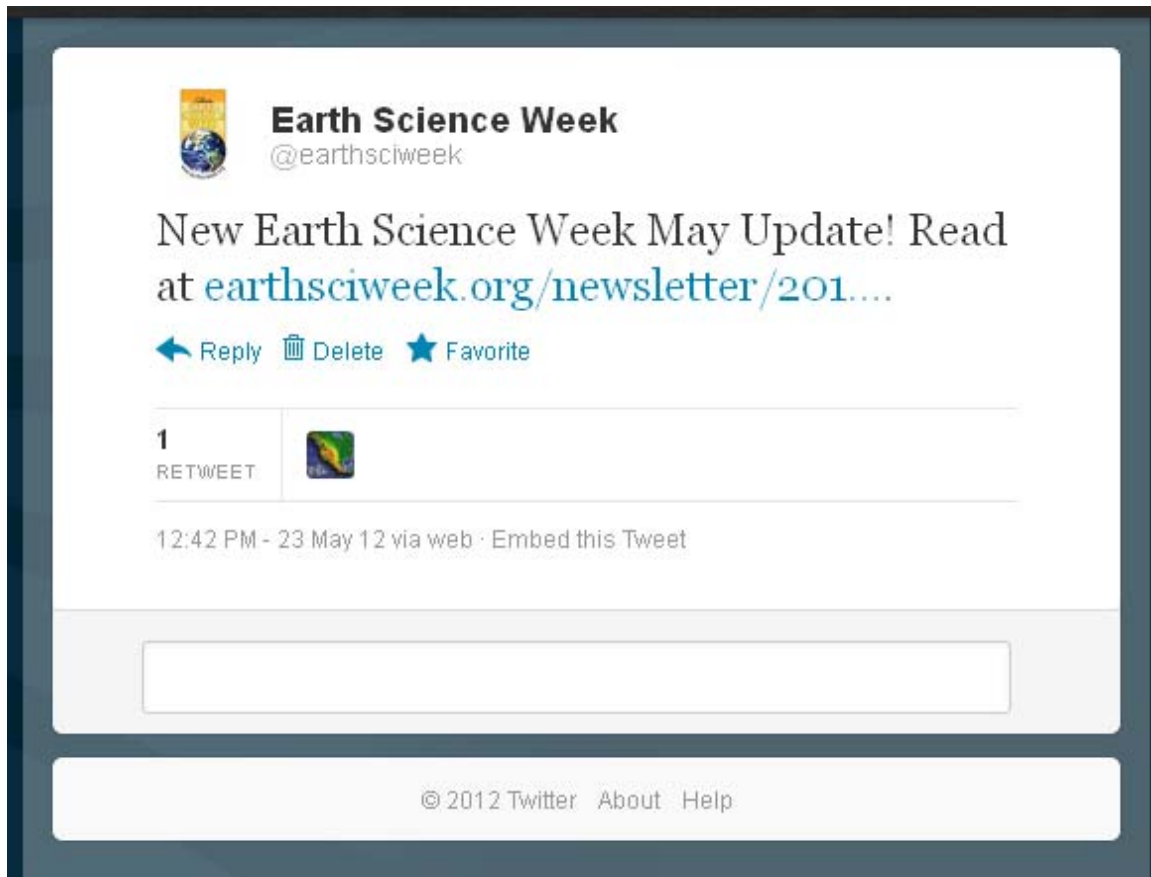 Earth Science Week
@earthsciweek
New Earth Science Week May Update! Read
at earthsciweek.org/newsletter/201....
Reply Delete Favorite
1
RETWEET
12:42 PM - 23 May 12 via web · Embed this Tweet
© 2012 Twitter About Help